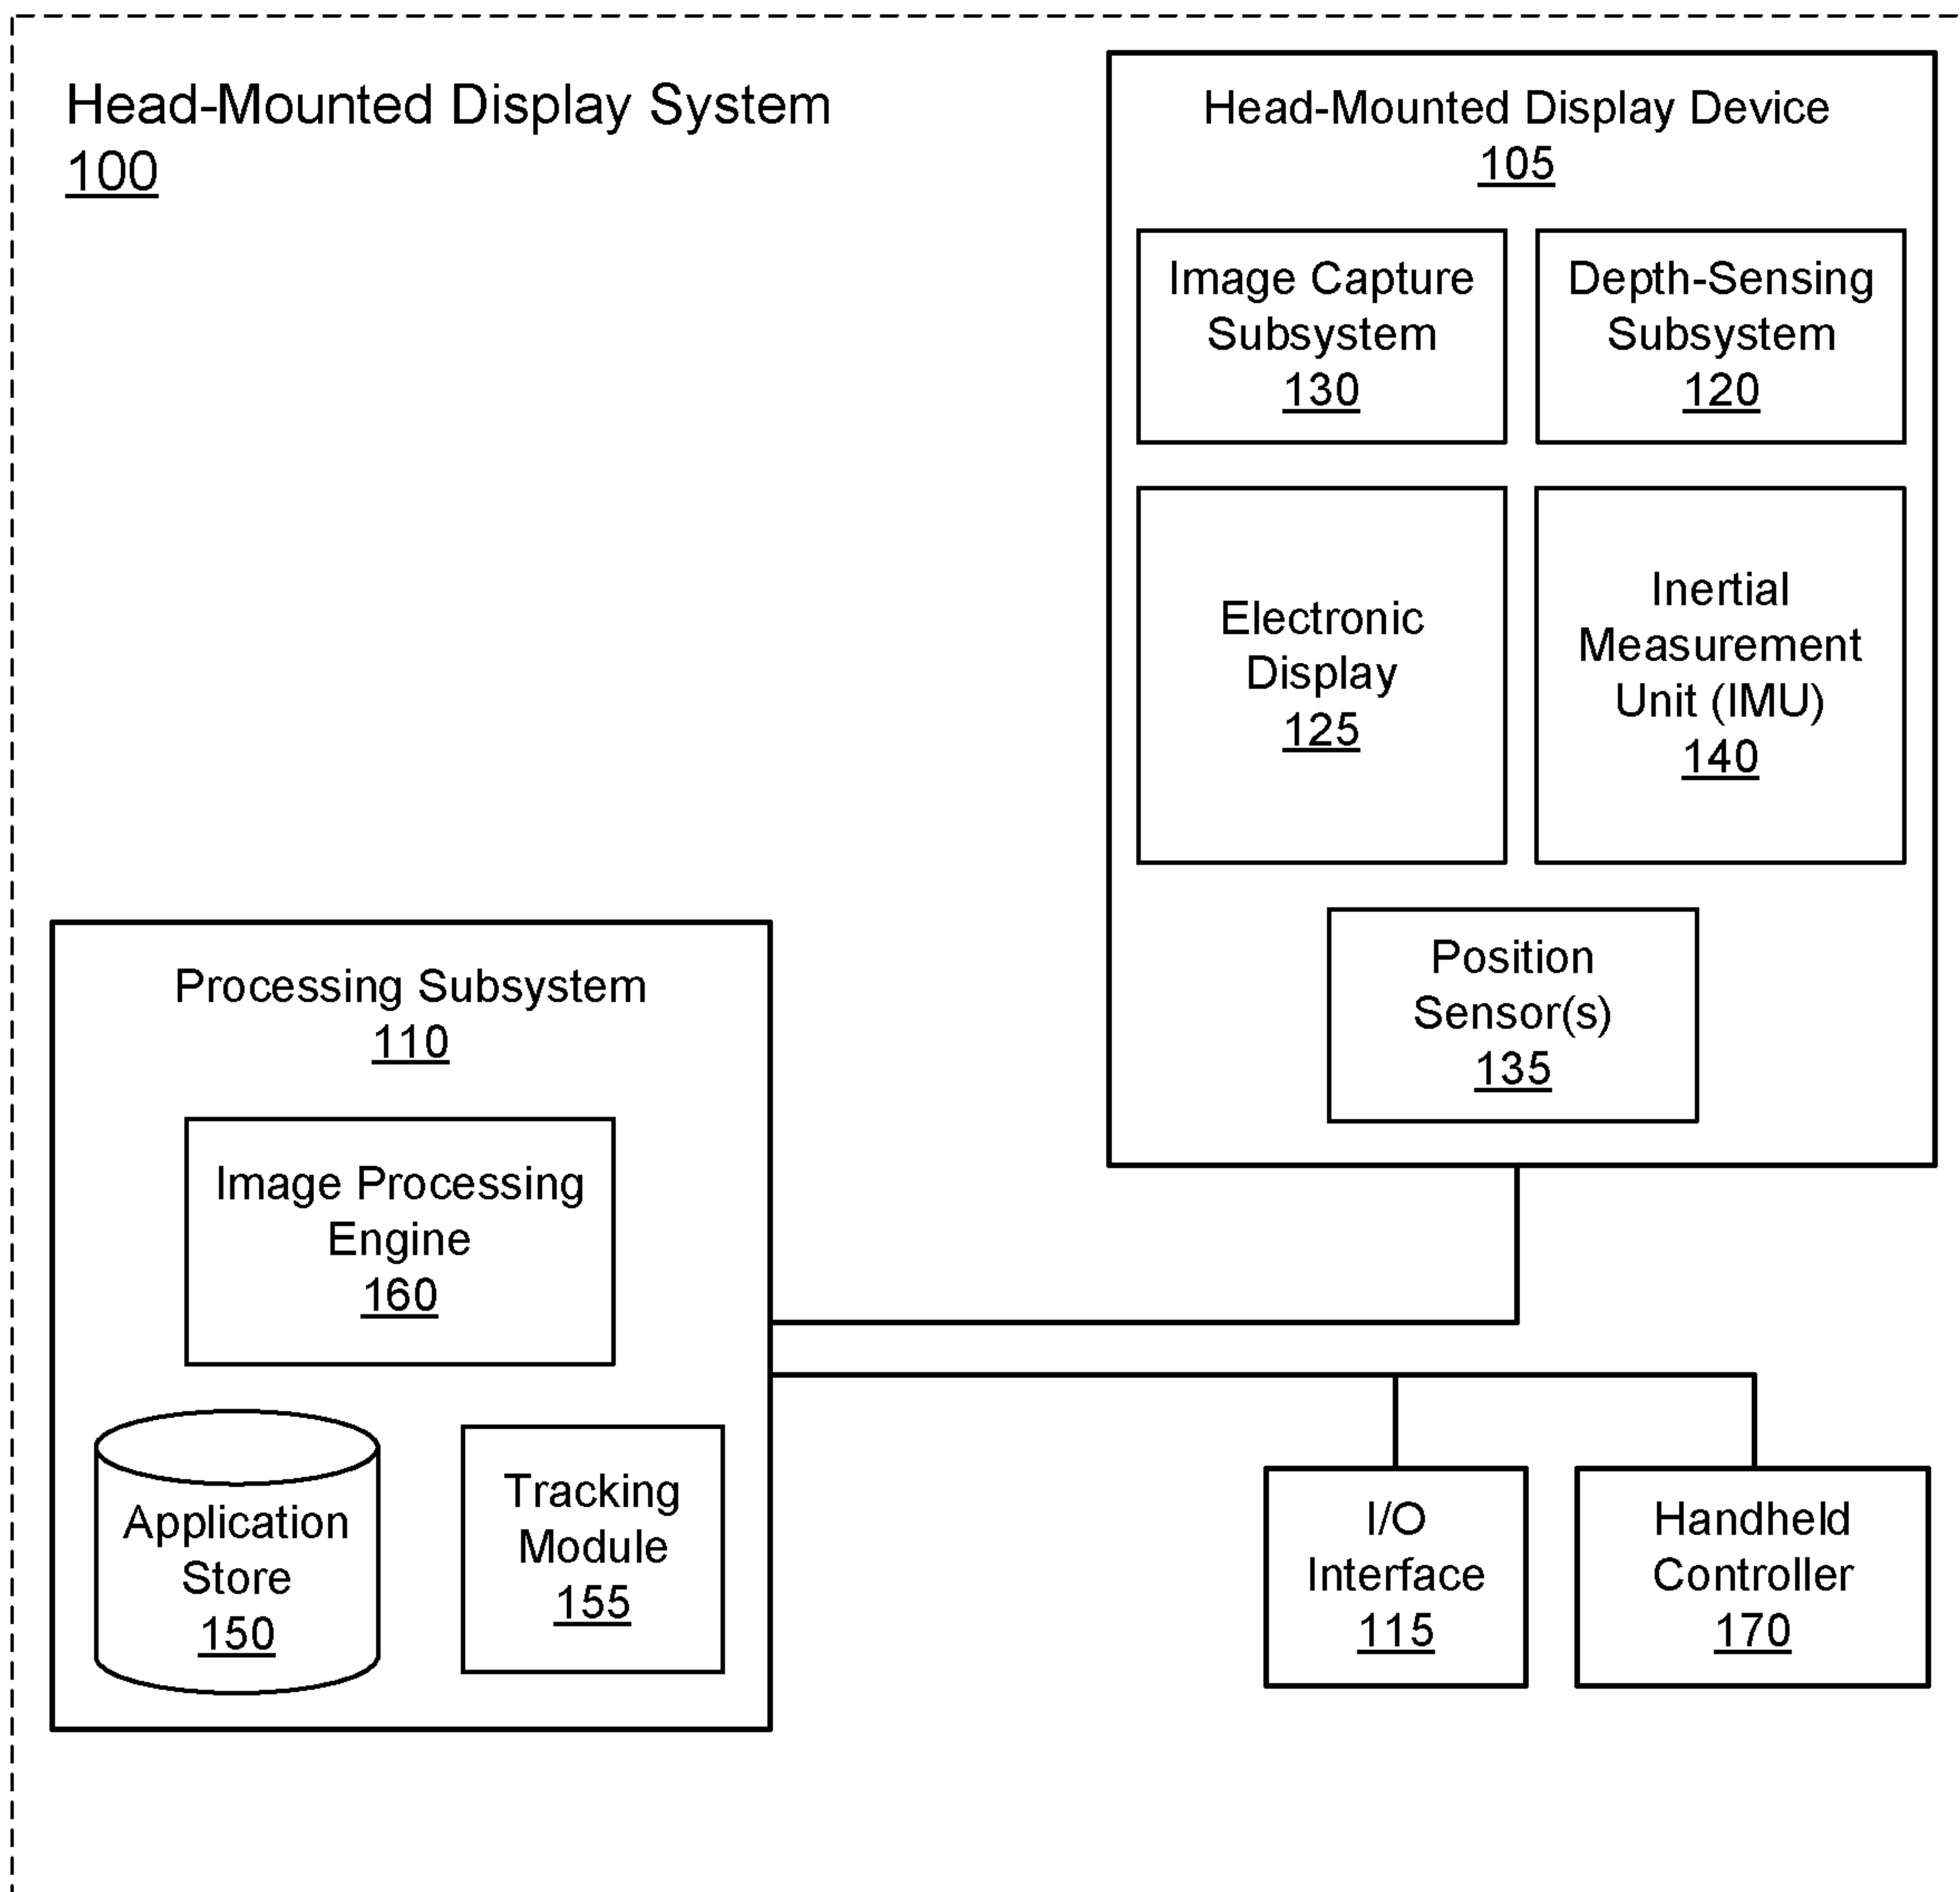 Head-Mounted Display System
100
Head-Mounted Display Device
105
Image Capture
Subsystem
130
Depth-Sensing
Subsystem
120
Electronic
Display
125
Inertial
Measurement
Unit (IMU)
140
Position
Sensor(s)
135
Processing Subsystem
110
Image Processing
Engine
160
Application
Store
150
Tracking
Module
155
I/O
Interface
115
Handheld
Controller
170